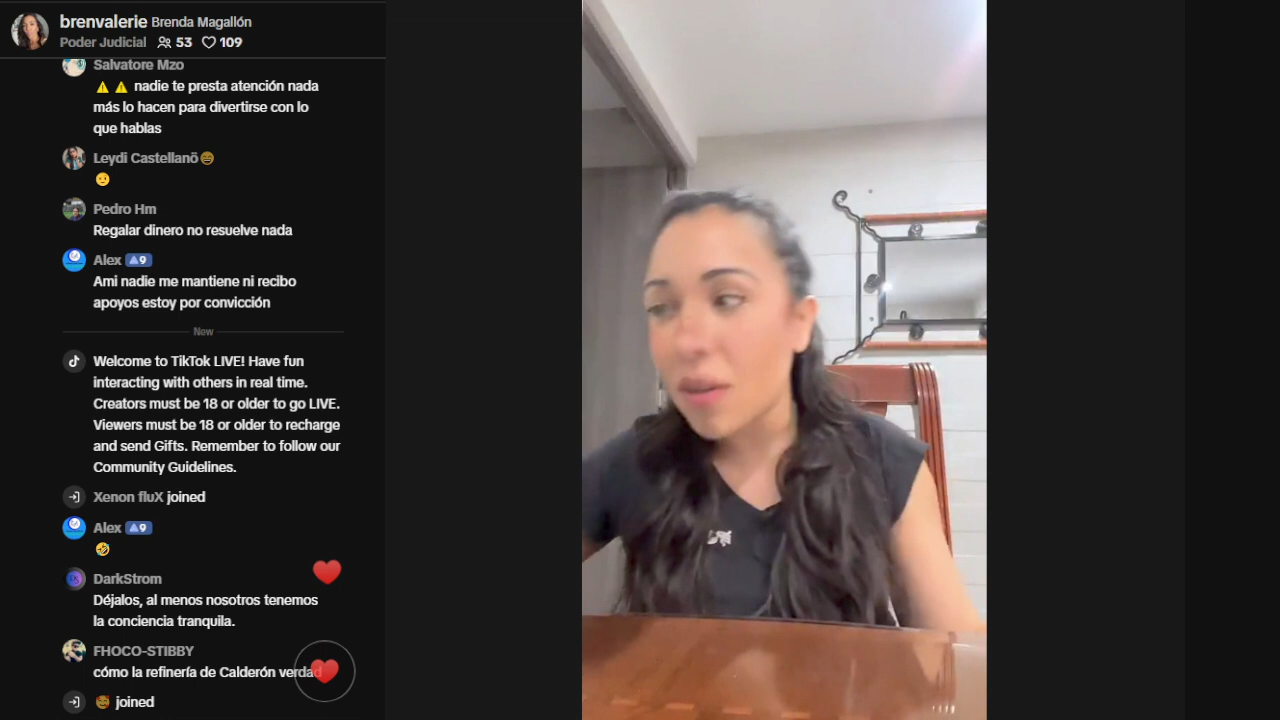 brenvalerie Brenda Magallón
Poder Judicial 53 109
Salvatore Mzo
⚠️ ⚠️ nadie te presta atención nada
más lo hacen para divertirse con lo
que hablas
Leydi Castellanö😄
🫡
Pedro Hm
Regalar dinero no resuelve nada
Alex 9
Ami nadie me mantiene ni recibo
apoyos estoy por convicción
New
Welcome to TikTok LIVE! Have fun
interacting with others in real time.
Creators must be 18 or older to go LIVE.
Viewers must be 18 or older to recharge
and send Gifts. Remember to follow our
Community Guidelines.
Xenon fluX joined
Alex 9
🤣
DarkStrom
Déjalos, al menos nosotros tenemos
la conciencia tranquila.
FHOCO-STIBBY
cómo la refinería de Calderón verdad
joined